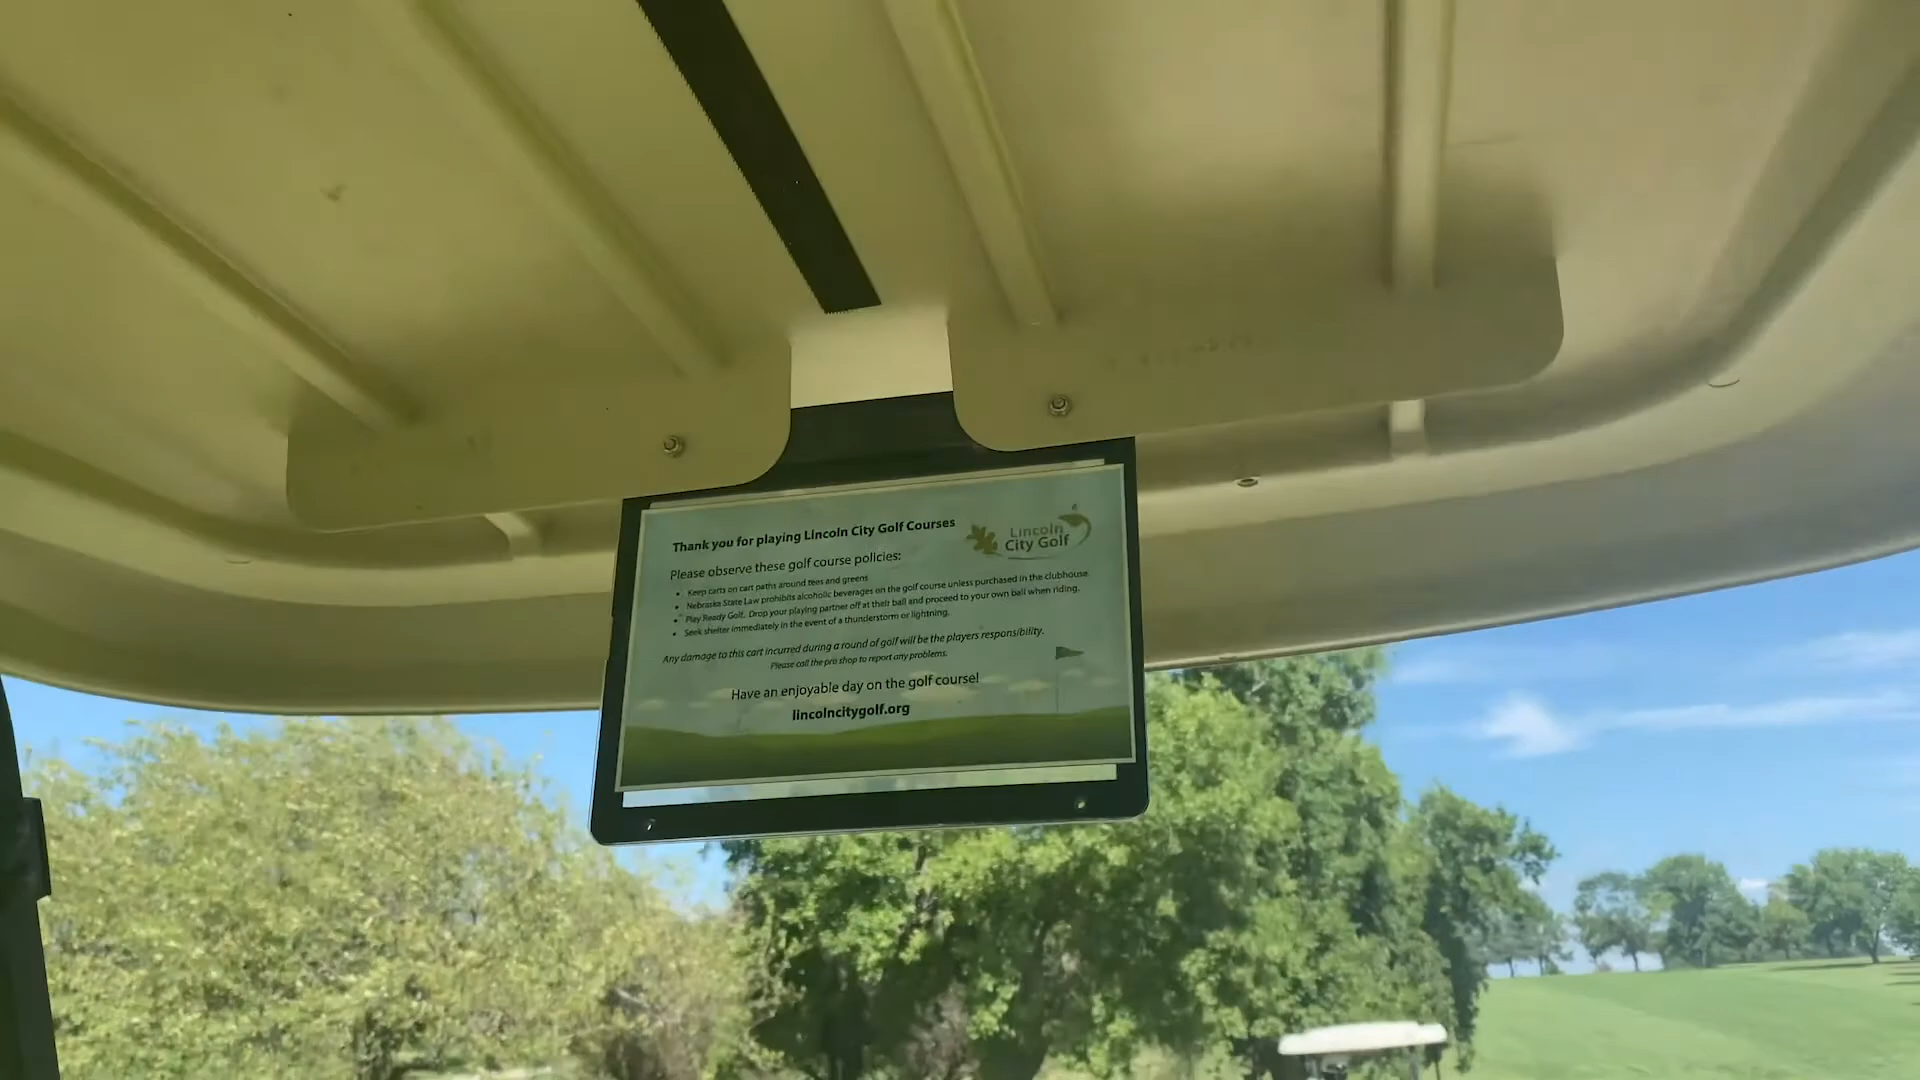 Thank you for playing Lincoln City Golf Courses
Lincoln
City Golf
Please observe these golf course policies:
• Keep carts on cart paths around tees and greens
• Nebraska State Law prohibits alcoholic beverages on the golf course unless purchased in the clubhouse
• Play Ready Golf. Drop your playing partner off at their ball and proceed to your own ball when riding.
• Seek shelter immediately in the event of a thunderstorm or lightning.
Any damage to this cart incurred during a round of golf will be the players responsibility.
Please call the pro shop to report any problems.
Have an enjoyable day on the golf course!
lincolncitygolf.org